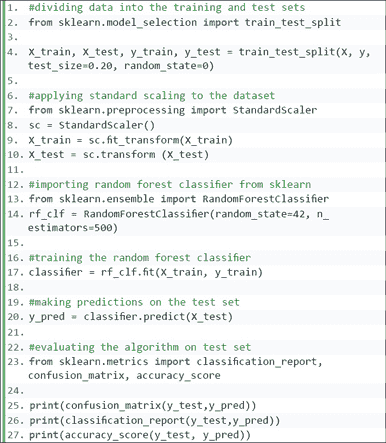 1. #dividing data into the training and test sets
2. from sklearn.model_selection import train_test_split
3.
4. X_train, X_test, y_train, y_test = train_test_split(X, y,
test_size=0.20, random_state=0)
5.
6. #applying standard scaling to the dataset
7. from sklearn.preprocessing import StandardScaler
8. sc = StandardScaler()
9. X_train = sc.fit_transform(X_train)
10. X_test = sc.transform (X_test)
11.
12. #importing random forest classifier from sklearn
13. from sklearn.ensemble import RandomForestClassifier
14. rf_clf = RandomForestClassifier(random_state=42, n_
estimators=500)
15.
16. #training the random forest classifier
17. classifier = rf_clf.fit(X_train, y_train)
18.
19. #making predictions on the test set
20. y_pred = classifier.predict(X_test)
21.
22. #evaluating the algorithm on test set
23. from sklearn.metrics import classification_report,
confusion_matrix, accuracy_score
24.
25. print(confusion_matrix(y_test,y_pred))
26. print(classification_report(y_test,y_pred))
27. print(accuracy_score(y_test, y_pred))